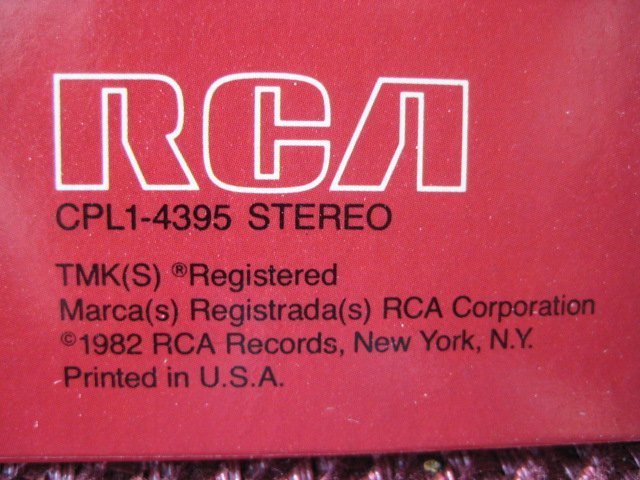 RCA
CPL1-4395 STEREO
TMK(S) ®Registered
Marca(s) Registrada(s) RCA Corporation
©1982 RCA Records, New York, N.Y.
Printed in U.S.A.